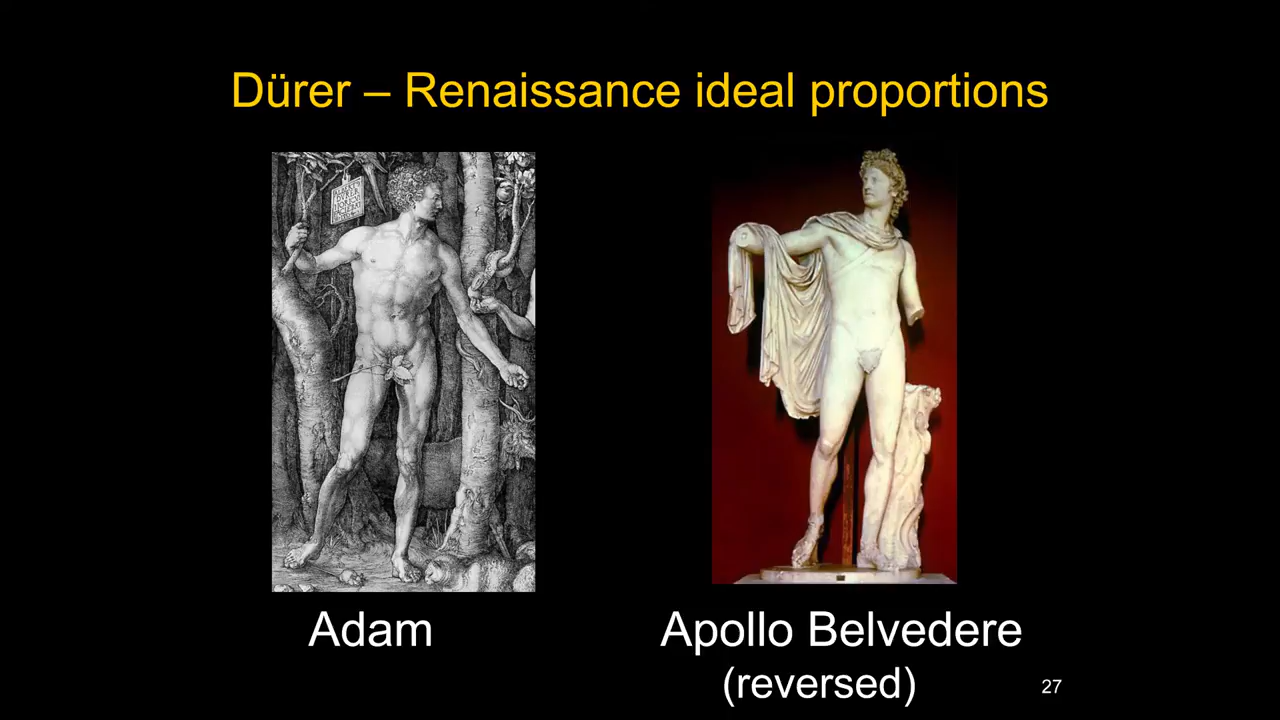 Dürer – Renaissance ideal proportions
Adam
Apollo Belvedere
(reversed)
27